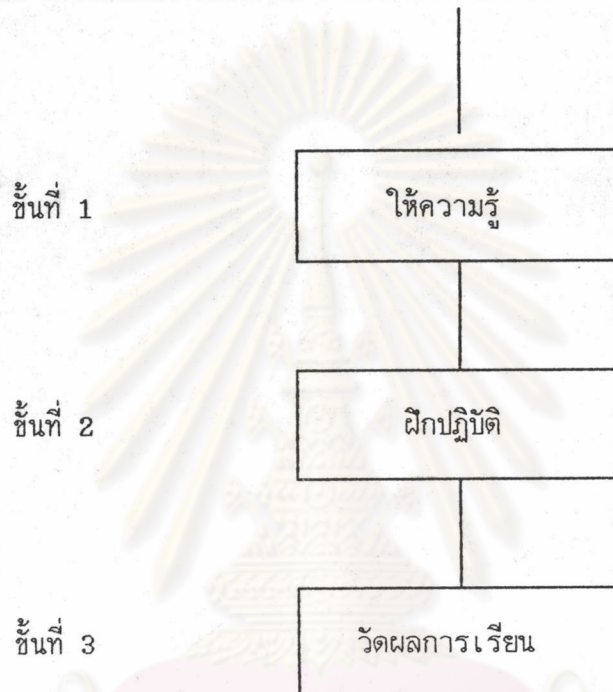 ขั้นที่ 1 ให้ความรู้
ขั้นที่ 2 ฝึกปฏิบัติ
ขั้นที่ 3 วัดผลการเรียน